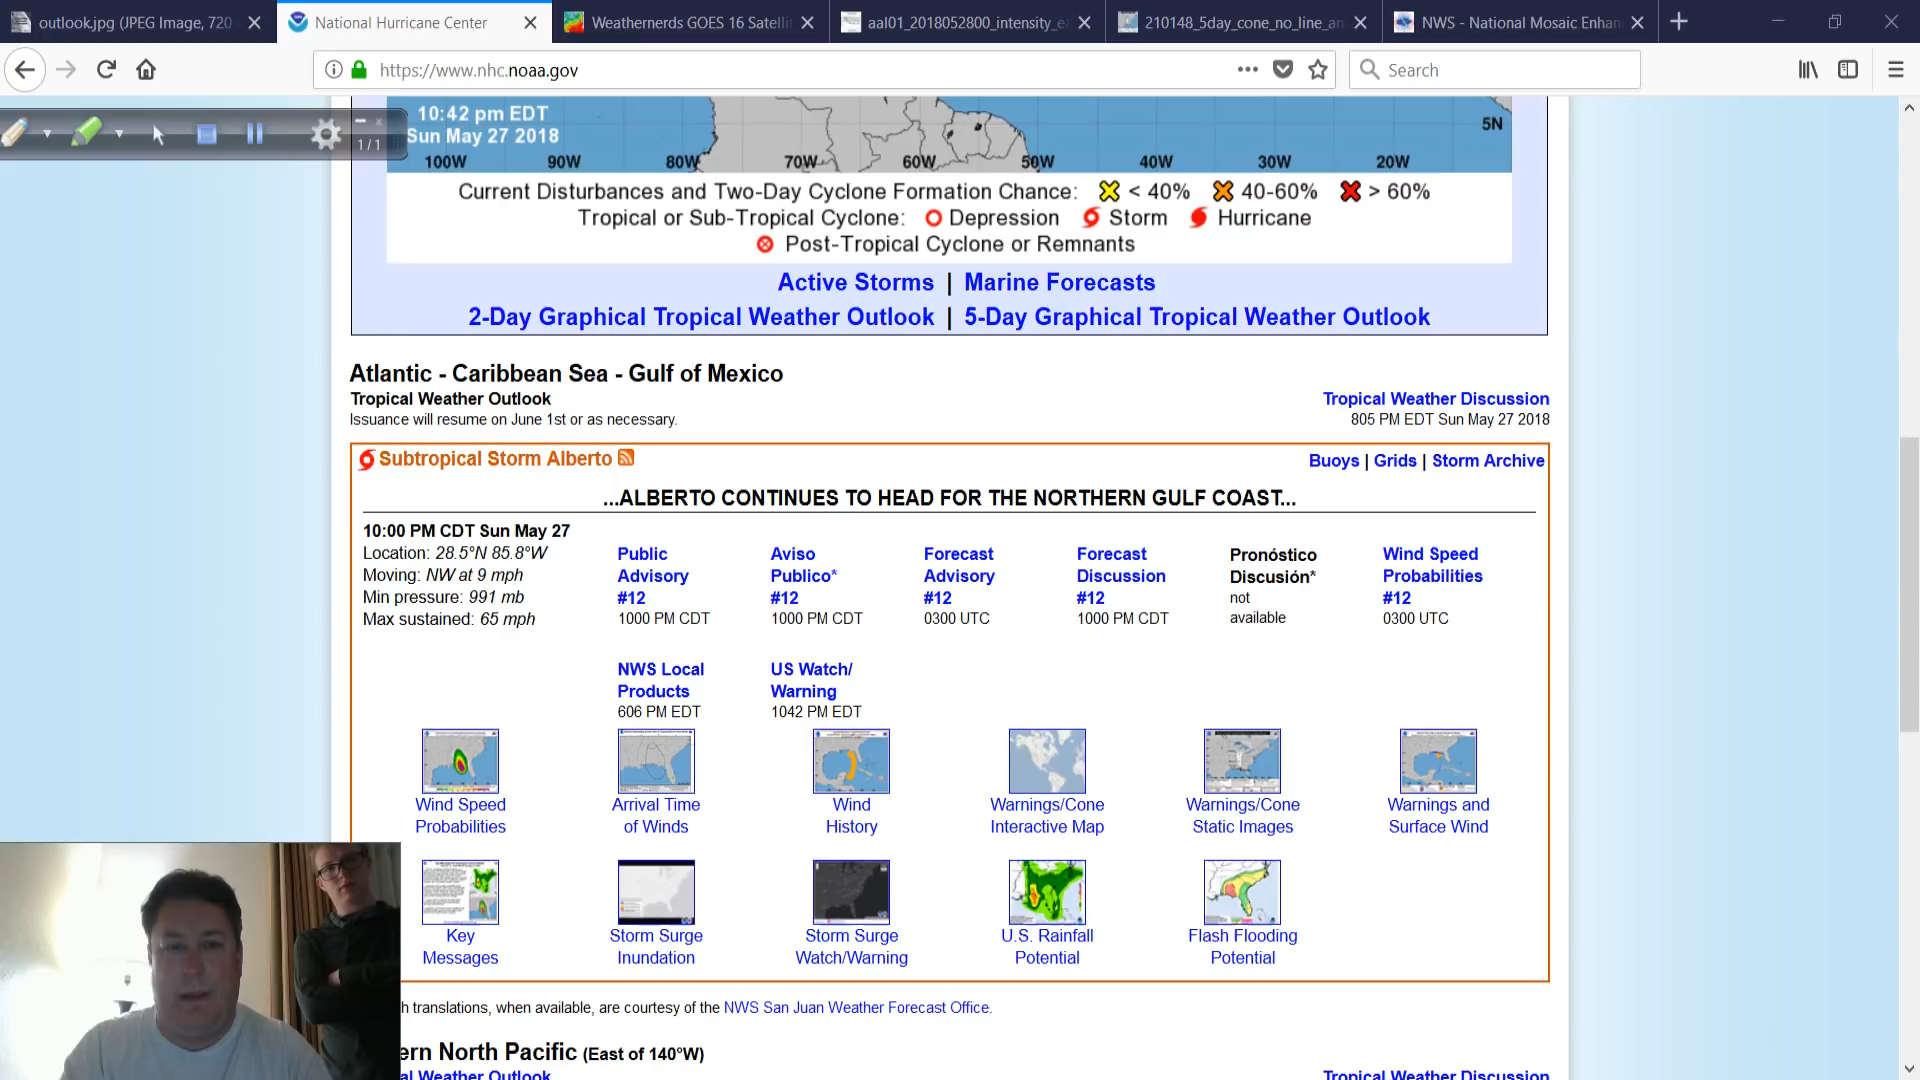 outlook.jpg (JPEG Image, 720
National Hurricane Center
Weathernerds GOES 16 Satelli
aal01_2018052800_intensity_ea
210148_5day_cone_no_line_an
NWS - National Mosaic Enhan
https://www.nhc.noaa.gov
Search
1/1
10:42 pm EDT
Sun May 27 2018
5N
100W 90W 80W 70W 60W 50W 40W 30W 20W
Current Disturbances and Two-Day Cyclone Formation Chance: < 40% 40-60% > 60%
Tropical or Sub-Tropical Cyclone: Depression Storm Hurricane
Post-Tropical Cyclone or Remnants
Active Storms | Marine Forecasts
2-Day Graphical Tropical Weather Outlook | 5-Day Graphical Tropical Weather Outlook
Atlantic - Caribbean Sea - Gulf of Mexico
Tropical Weather Outlook
Issuance will resume on June 1st or as necessary.
Tropical Weather Discussion
805 PM EDT Sun May 27 2018
Subtropical Storm Alberto
Buoys | Grids | Storm Archive
...ALBERTO CONTINUES TO HEAD FOR THE NORTHERN GULF COAST...
10:00 PM CDT Sun May 27
Location: 28.5°N 85.8°W
Moving: NW at 9 mph
Min pressure: 991 mb
Max sustained: 65 mph
Public
Advisory
#12
1000 PM CDT
Aviso
Publico*
#12
1000 PM CDT
Forecast
Advisory
#12
0300 UTC
Forecast
Discussion
#12
1000 PM CDT
Pronóstico
Discusión*
not
available
Wind Speed
Probabilities
#12
0300 UTC
NWS Local
Products
606 PM EDT
US Watch/
Warning
1042 PM EDT
Wind Speed
Probabilities
Arrival Time
of Winds
Wind
History
Warnings/Cone
Interactive Map
Warnings/Cone
Static Images
Warnings and
Surface Wind
Key
Messages
Storm Surge
Inundation
Storm Surge
Watch/Warning
U.S. Rainfall
Potential
Flash Flooding
Potential
h translations, when available, are courtesy of the NWS San Juan Weather Forecast Office.
ern North Pacific (East of 140°W)
al Weather Outlook
Tropical Weather Discussion